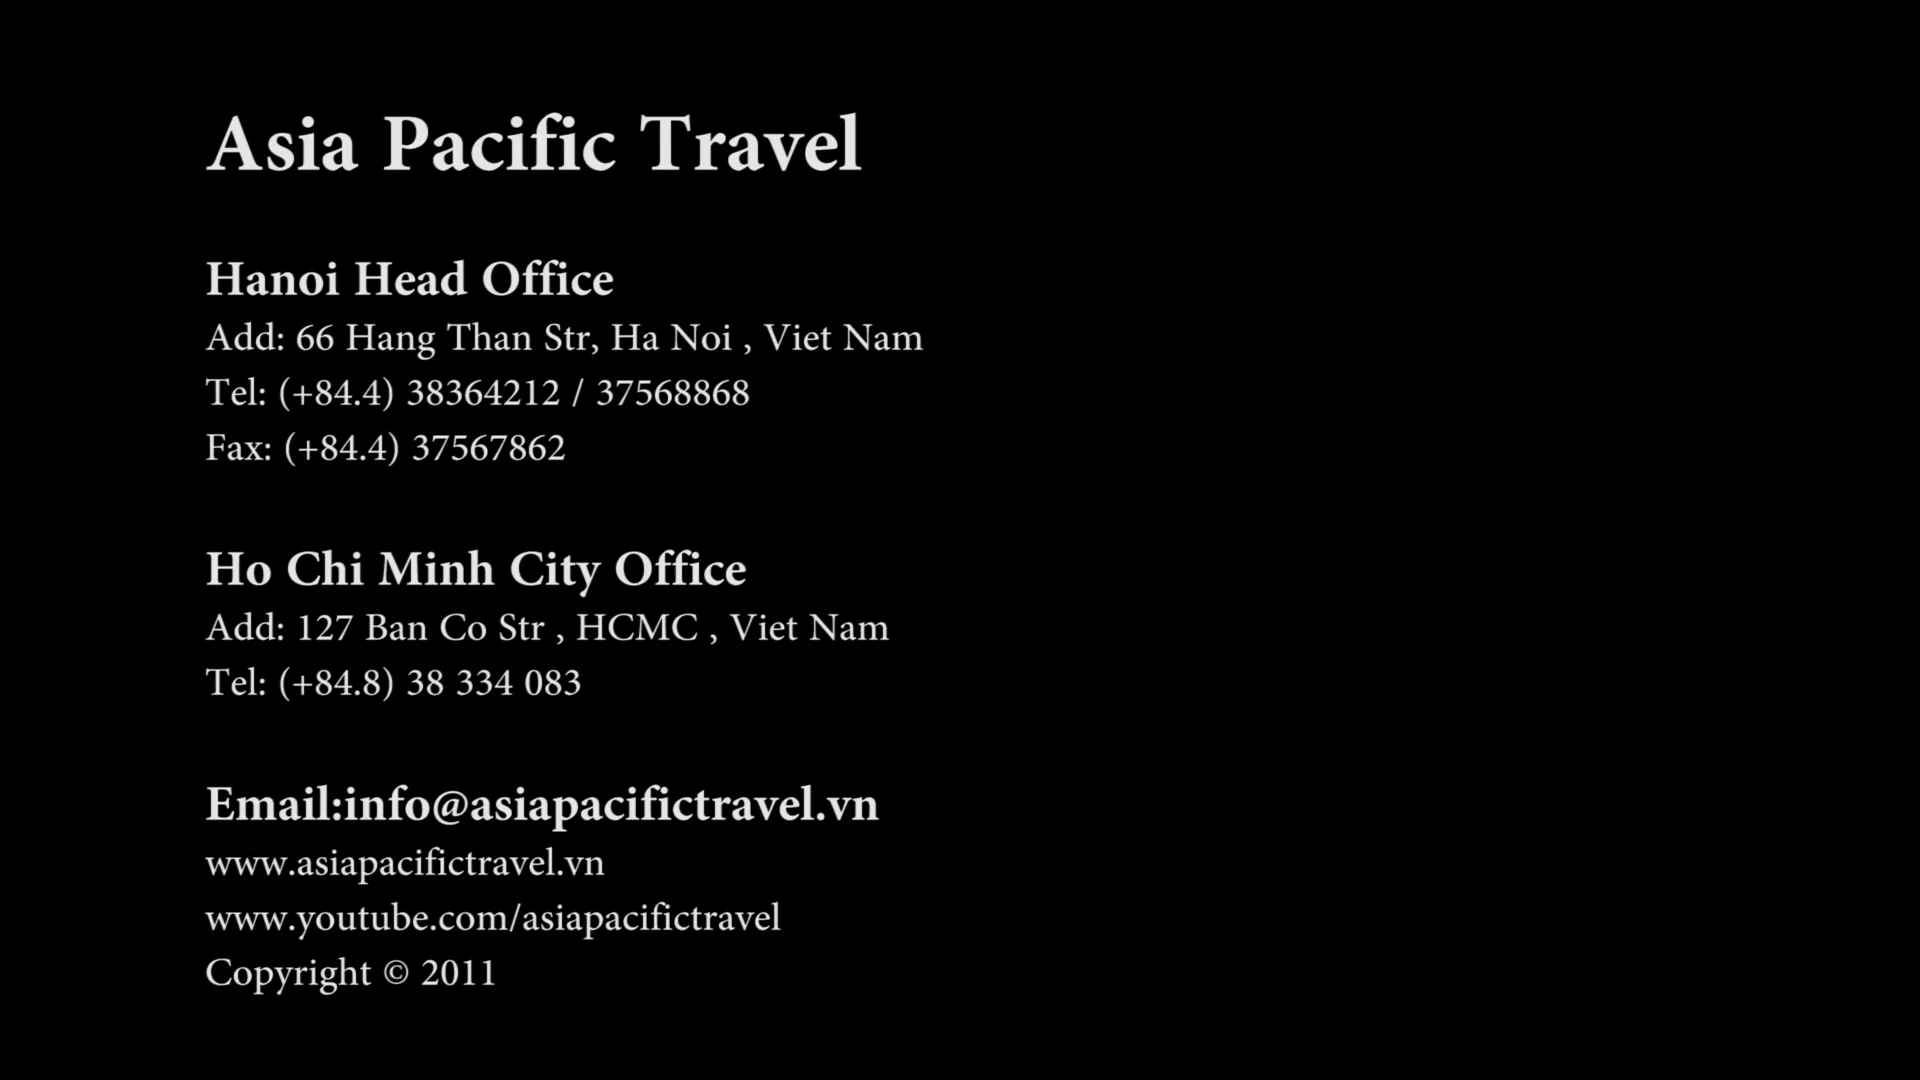 Asia Pacific Travel
Hanoi Head Office
Add: 66 Hang Than Str, Ha Noi , Viet Nam
Tel: (+84.4) 38364212 / 37568868
Fax: (+84.4) 37567862
Ho Chi Minh City Office
Add: 127 Ban Co Str , HCMC , Viet Nam
Tel: (+84.8) 38 334 083
Email:info@asiapacifictravel.vn
www.asiapacifictravel.vn
www.youtube.com/asiapacifictravel
Copyright © 2011